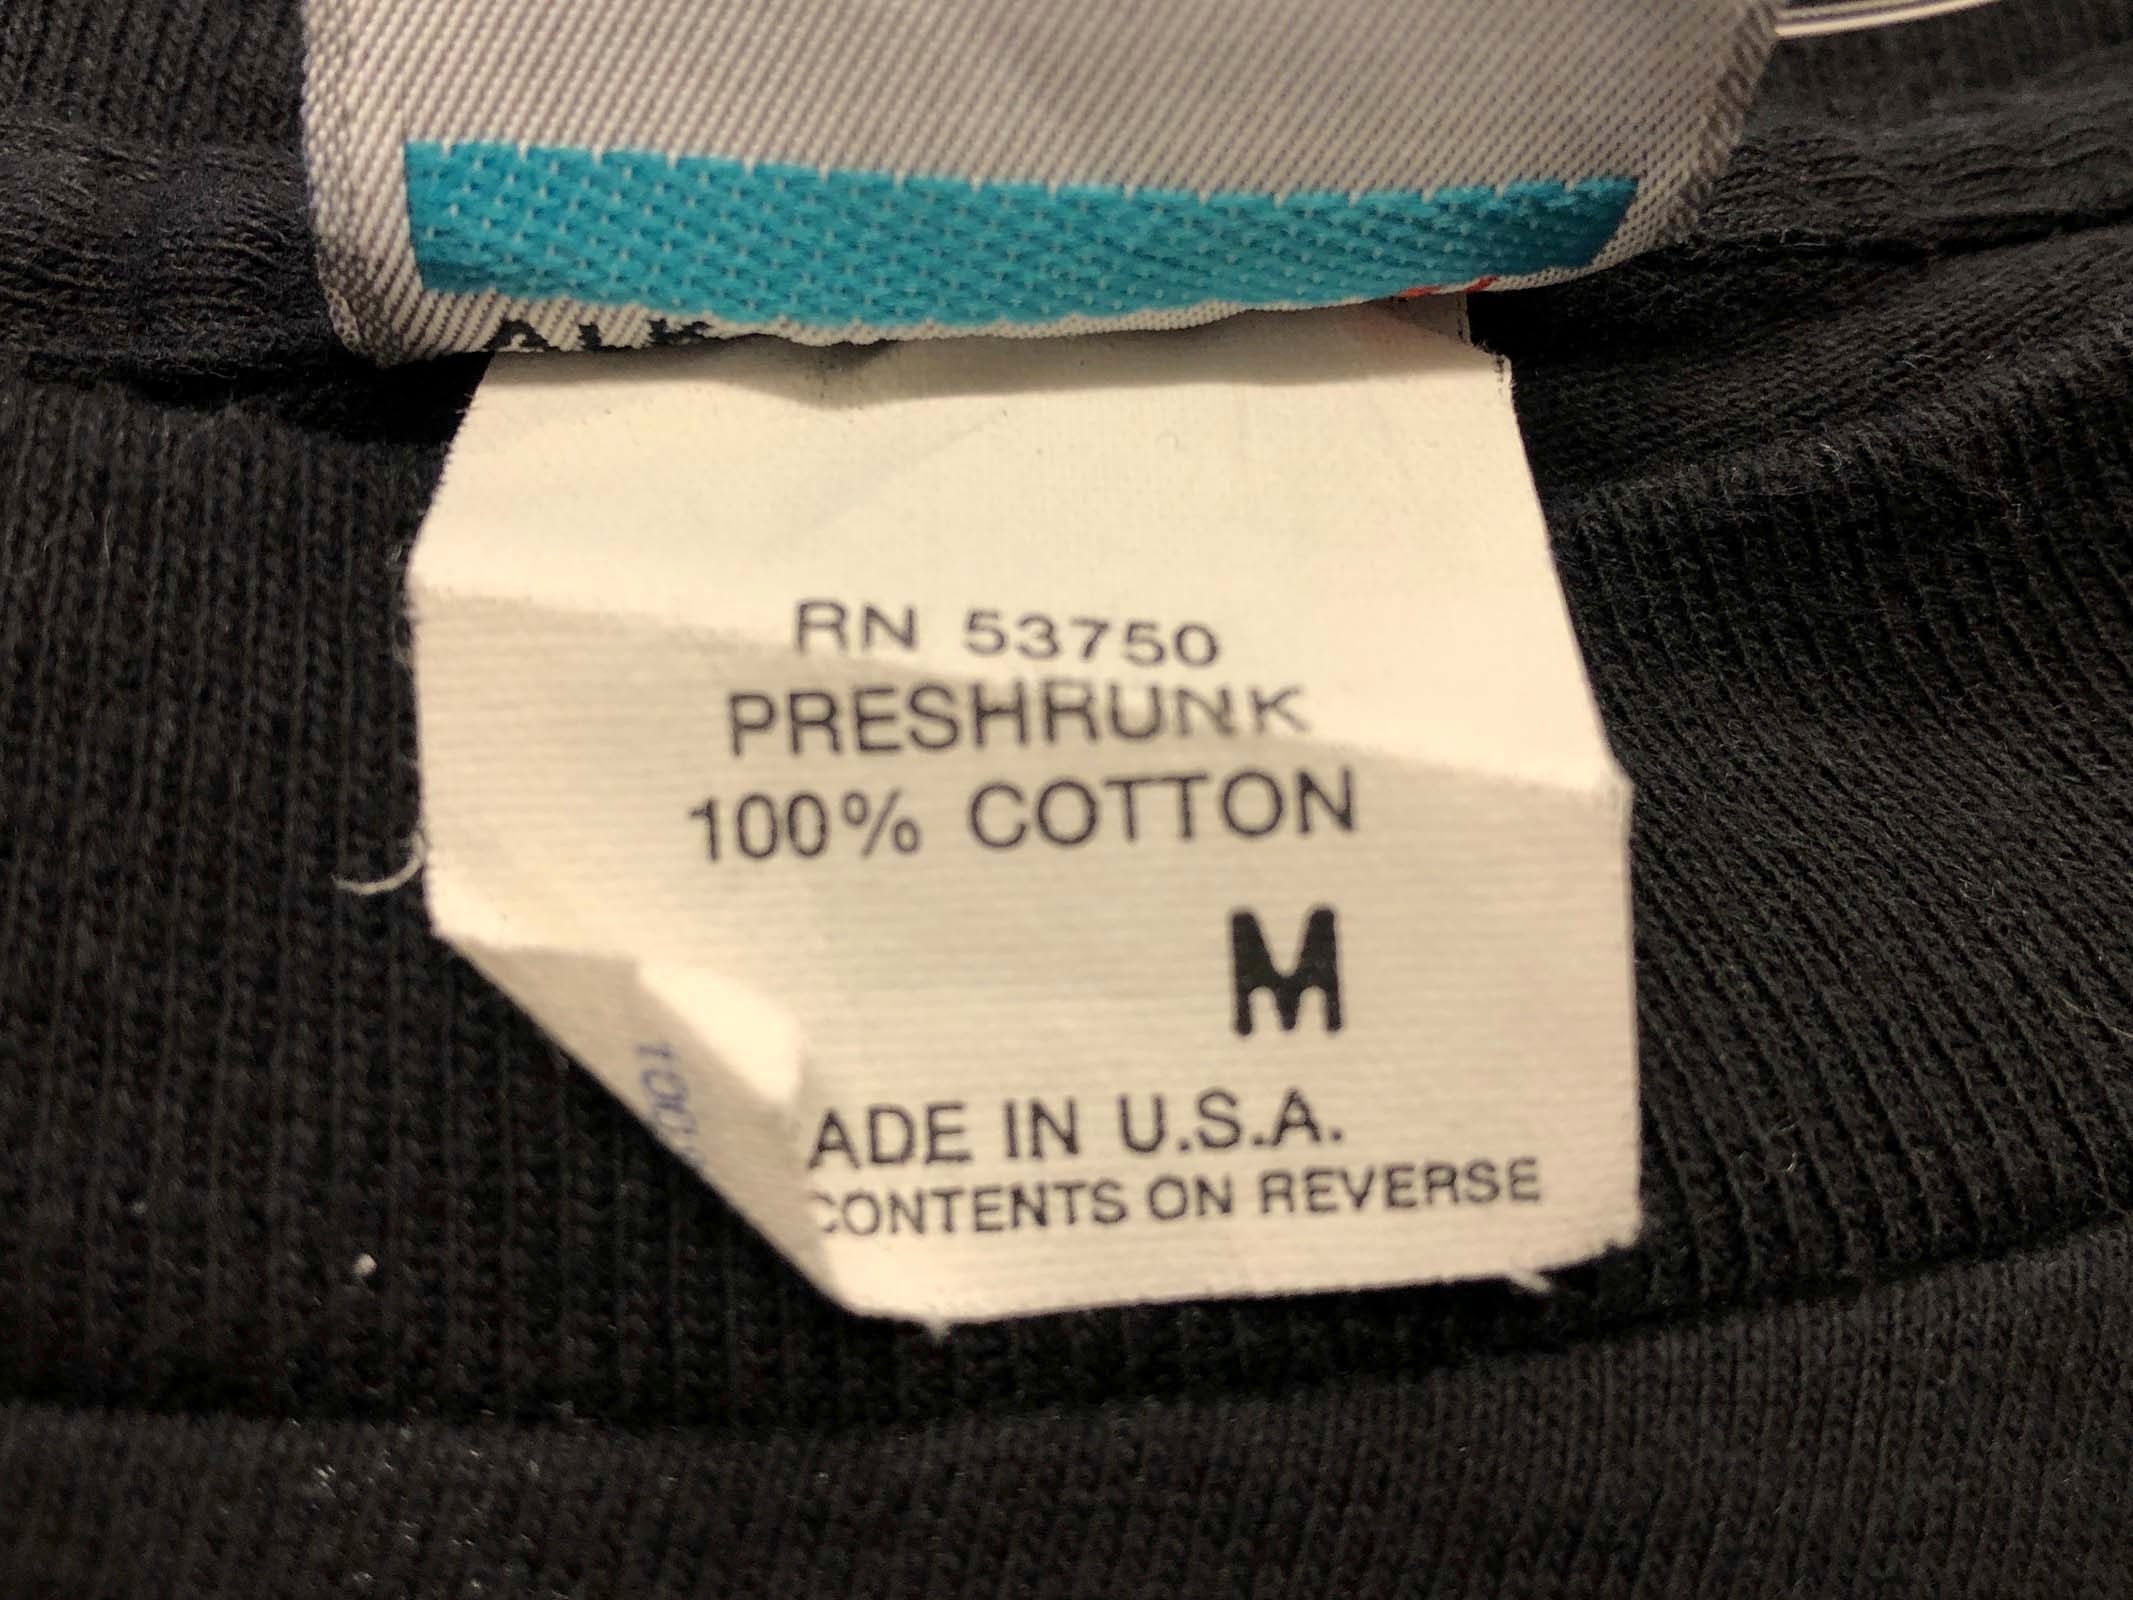 RN 53750
PRESHRUNK
100% COTTON
M
ADE IN U.S.A.
CONTENTS ON REVERSE